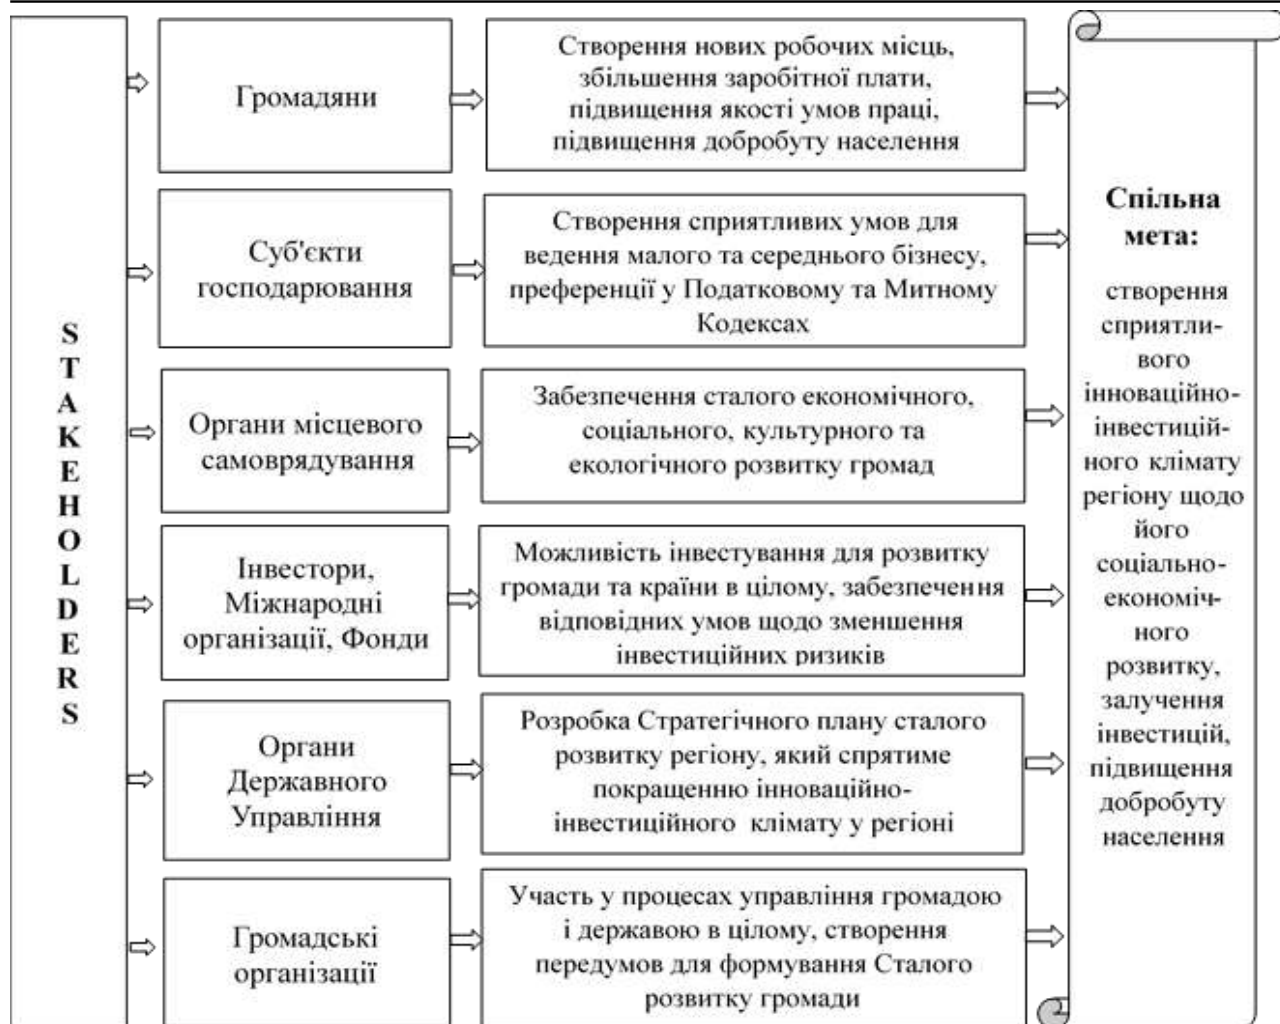 STAKEHOLDERS
Громадяни
Створення нових робочих місць,
збільшення заробітної плати,
підвищення якості умов праці,
підвищення добробуту населення
Суб'єкти
господарювання
Створення сприятливих умов для
ведення малого та середнього бізнесу,
преференції у Податковому та Митному
Кодексах
Органи місцевого
самоврядування
Забезпечення сталого економічного,
соціального, культурного та
екологічного розвитку громад
Інвестори,
Міжнародні
організації, Фонди
Можливість інвестування для розвитку
громади та країни в цілому, забезпечення
відповідних умов щодо зменшення
інвестиційних ризиків
Органи
Державного
Управління
Розробка Стратегічного плану сталого
розвитку регіону, який спрятиме
покращенню інноваційно-
інвестиційного клімату у регіоні
Громадські
організації
Участь у процесах управління громадою
і державою в цілому, створення
передумов для формування Сталого
розвитку громади
Спільна
мета:
створення
сприятли-
вого
інноваційно-
інвестицій-
ного клімату
регіону щодо
його
соціально-
економіч-
ного
розвитку,
залучення
інвестицій,
підвищення
добробуту
населення